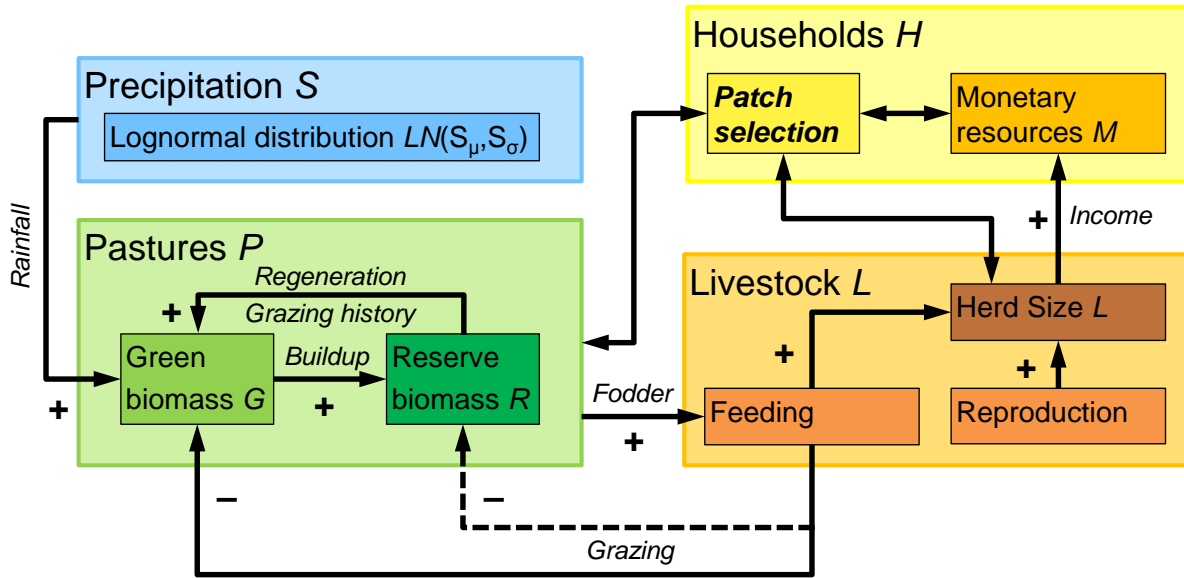 Precipitation S
Lognormal distribution LN(Sμ,Sσ)
Rainfall
+
Pastures P
Regeneration
+
Grazing history
Green
biomass G
Buildup
+
Reserve
biomass R
Fodder
+
–
–
Grazing
Households H
Patch
selection
Monetary
resources M
+
Income
Livestock L
Herd Size L
+
+
Feeding
Reproduction